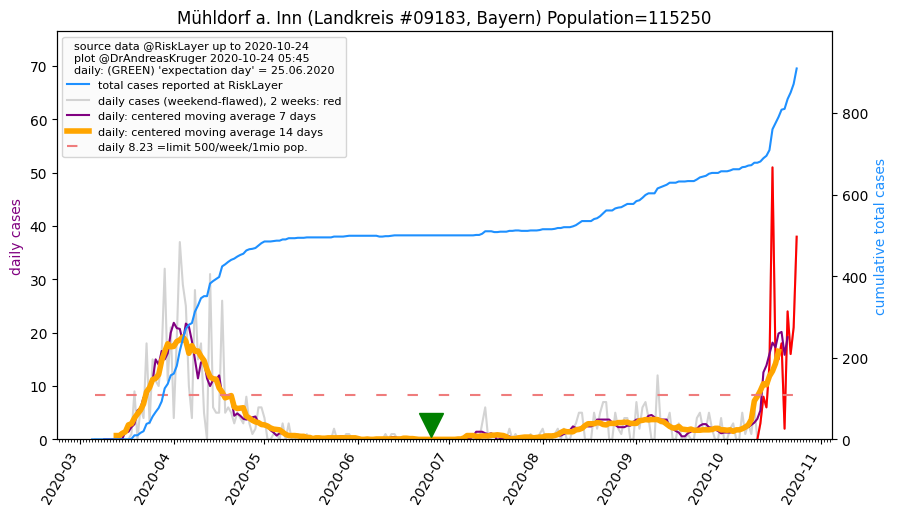 Mühldorf a. Inn (Landkreis #09183, Bayern) Population=115250
source data @RiskLayer up to 2020-10-24
plot @DrAndreasKruger 2020-10-24 05:45
daily: (GREEN) 'expectation day' = 25.06.2020
total cases reported at RiskLayer
daily cases (weekend-flawed), 2 weeks: red
daily: centered moving average 7 days
daily: centered moving average 14 days
daily 8.23 =limit 500/week/1mio pop.
daily cases
70
60
50
40
30
20
10
0
800
600
400
200
0
cumulative total cases
2020-03
2020-04
2020-05
2020-06
2020-07
2020-08
2020-09
2020-10
2020-11